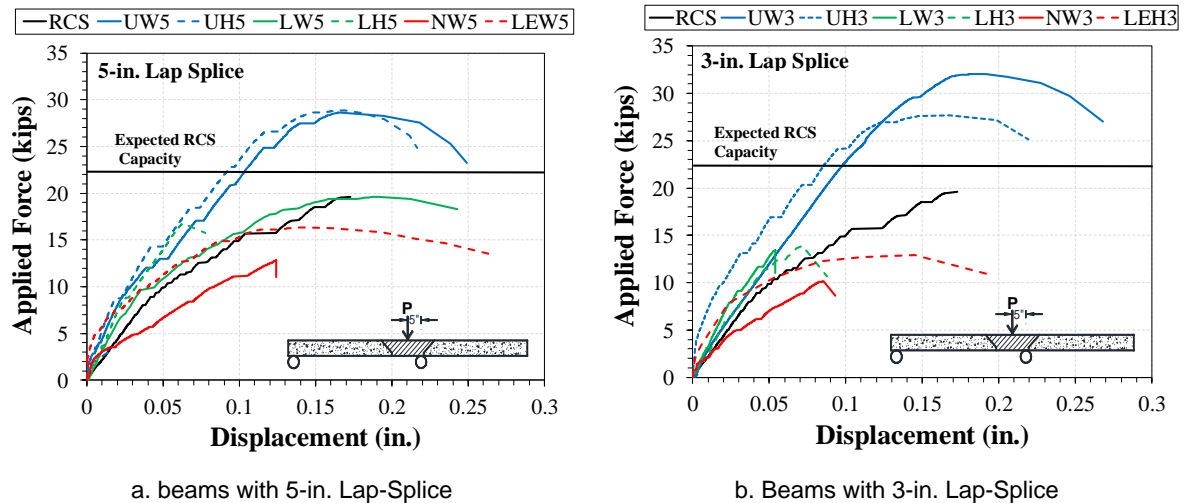 RCS UW5 UH5 LW5 LH5 NW5 LEW5
40
35
30
25
20
15
10
5
0
Applied Force (kips)
5-in. Lap Splice
Expected RCS
Capacity
P
5"
0 0.05 0.1 0.15 0.2 0.25 0.3
Displacement (in.)
a. beams with 5-in. Lap-Splice
RCS UW3 UH3 LW3 LH3 NW3 LEH3
40
35
30
25
20
15
10
5
0
Applied Force (kips)
3-in. Lap Splice
Expected RCS
Capacity
P
5"
0 0.05 0.1 0.15 0.2 0.25 0.3
Displacement (in.)
b. Beams with 3-in. Lap-Splice